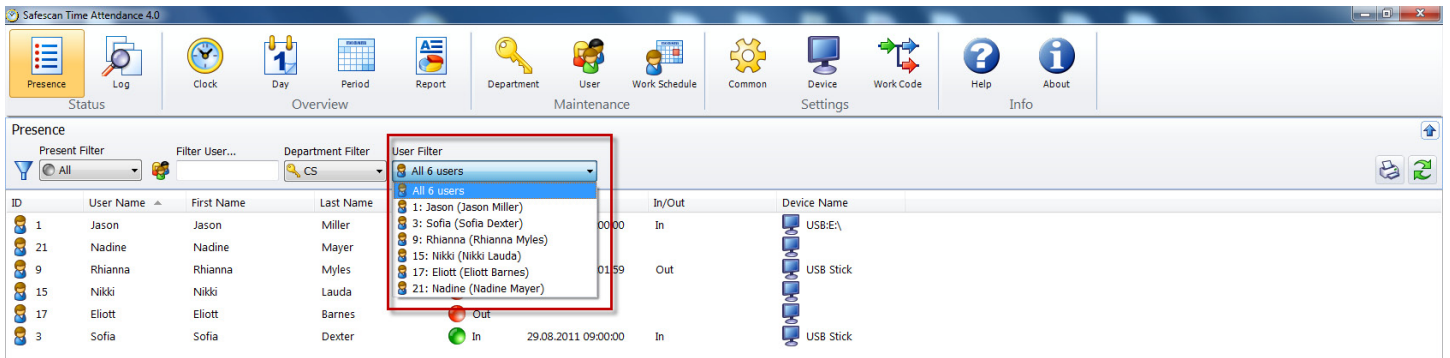 Safescan Time Attendance 4.0
Presence Log Clock Day Period Report Department User Work Schedule Common Device Work Code Help About
Status Overview Maintenance Settings Info
Presence
Present Filter Filter User... Department Filter User Filter
All CS All 6 users
All 6 users
ID User Name First Name Last Name In/Out Device Name
1: Jason (Jason Miller)
1 Jason Jason Miller 00:00 In USB:E:\
3: Sofia (Sofia Dexter)
21 Nadine Nadine Mayer
9: Rhianna (Rhianna Myles)
9 Rhianna Rhianna Myles 01:59 Out USB Stick
15: Nikki (Nikki Lauda)
17: Eliott (Eliott Barnes)
15 Nikki Nikki Lauda
21: Nadine (Nadine Mayer)
17 Eliott Eliott Barnes Out
3 Sofia Sofia Dexter In 29.08.2011 09:00:00 In USB Stick